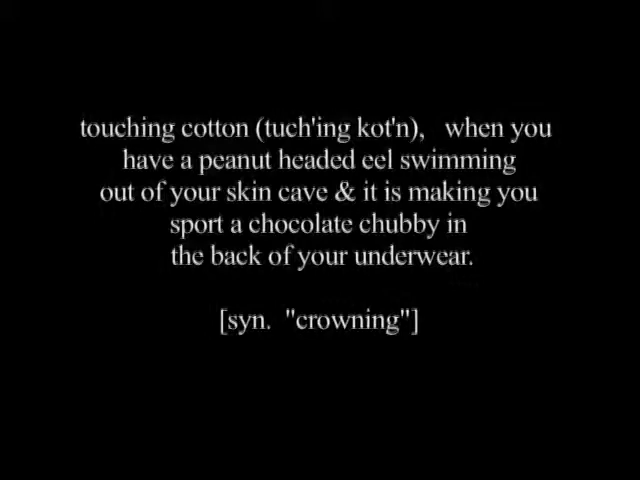 touching cotton (tuch'ing kot'n), when you
have a peanut headed eel swimming
out of your skin cave & it is making you
sport a chocolate chubby in
the back of your underwear.
[syn. "crowning"]